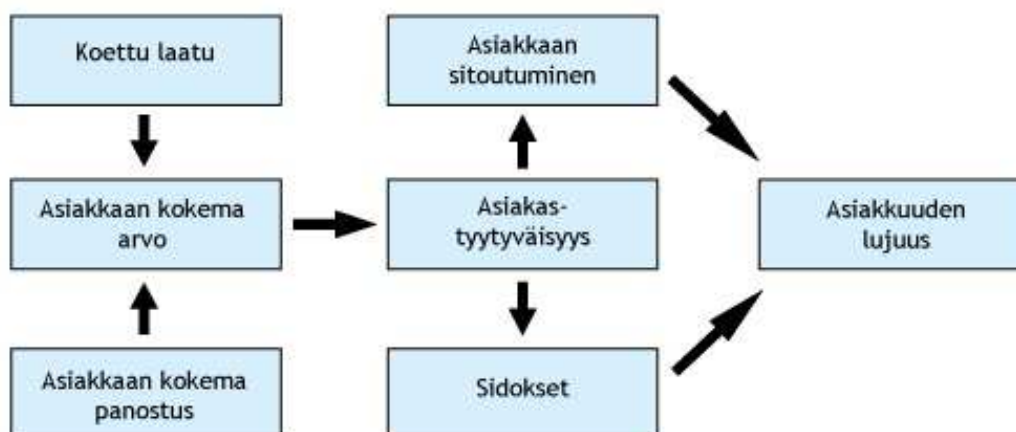 Koettu laatu
Asiakkaan
sitoutuminen
Asiakkaan kokema
arvo
Asiakas-
tyytyväisyys
Asiakkuuden
lujuus
Asiakkaan kokema
panostus
Sidokset